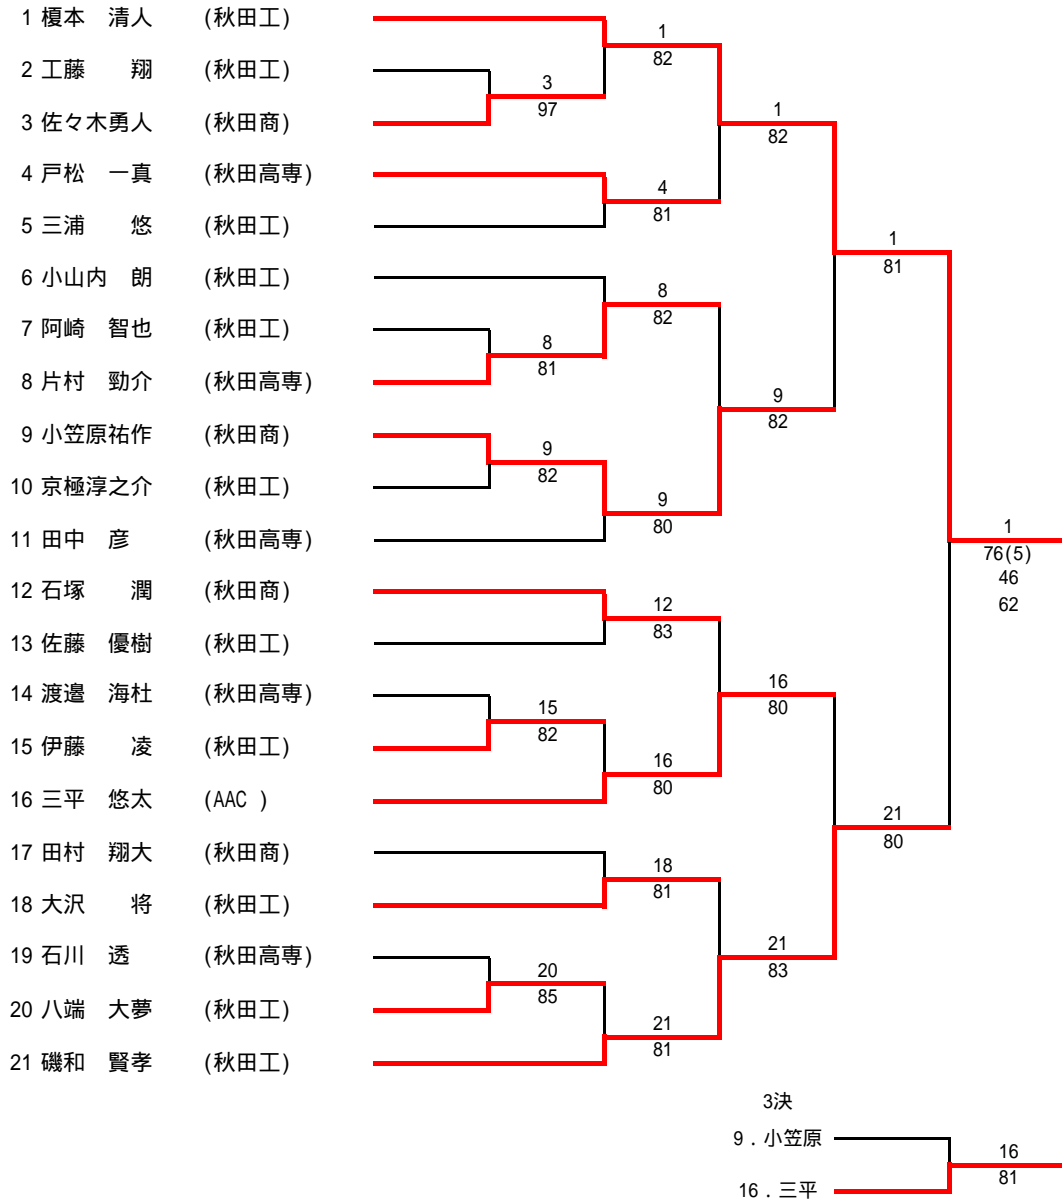 1 榎本　清人 (秋田工)
2 工藤　　翔 (秋田工)
3 佐々木勇人 (秋田商)
4 戸松　一真 (秋田高専)
5 三浦　　悠 (秋田工)
6 小山内　朗 (秋田工)
7 阿崎　智也 (秋田工)
8 片村　勁介 (秋田高専)
9 小笠原祐作 (秋田商)
10 京極淳之介 (秋田工)
11 田中　彦 (秋田高専)
12 石塚　　潤 (秋田商)
13 佐藤　優樹 (秋田工)
14 渡邉　海杜 (秋田高専)
15 伊藤　　凌 (秋田工)
16 三平　悠太 (AAC )
17 田村　翔大 (秋田商)
18 大沢　　将 (秋田工)
19 石川　透 (秋田高専)
20 八端　大夢 (秋田工)
21 磯和　賢孝 (秋田工)
3
97
8
81
9
82
15
82
20
85
1
82
4
81
8
82
9
80
12
83
16
80
18
81
21
81
1
82
9
82
16
80
21
83
1
81
21
80
1
76(5)
46
62
3決
9．小笠原
16．三平
16
81